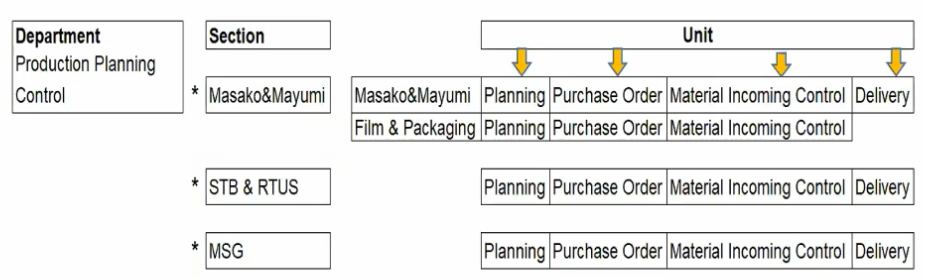 Department Section Unit
Production Planning
Control * Masako&Mayumi Masako&Mayumi Planning Purchase Order Material Incoming Control Delivery
Film & Packaging Planning Purchase Order Material Incoming Control
* STB & RTUS Planning Purchase Order Material Incoming Control Delivery
* MSG Planning Purchase Order Material Incoming Control Delivery